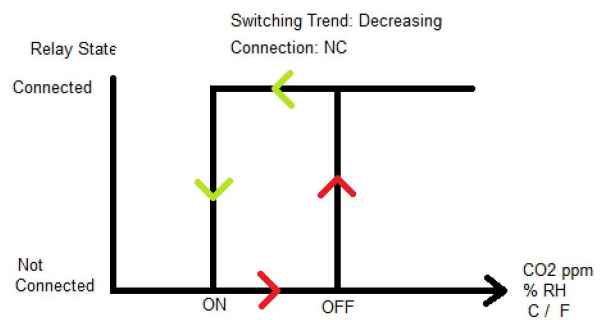 Switching Trend: Decreasing
Connection: NC
Relay State
Connected
Not
Connected
ON
OFF
CO2 ppm
% RH
C / F